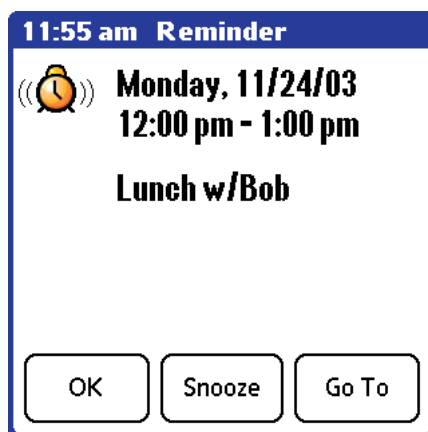 11:55 am Reminder
Monday, 11/24/03
12:00 pm - 1:00 pm
Lunch w/Bob
OK Snooze Go To